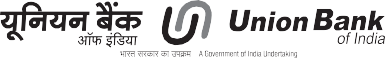 यूनियन बैंक
ऑफ इंडिया
Union Bank
of India
भारत सरकार का उपक्रम
A Government of India Undertaking